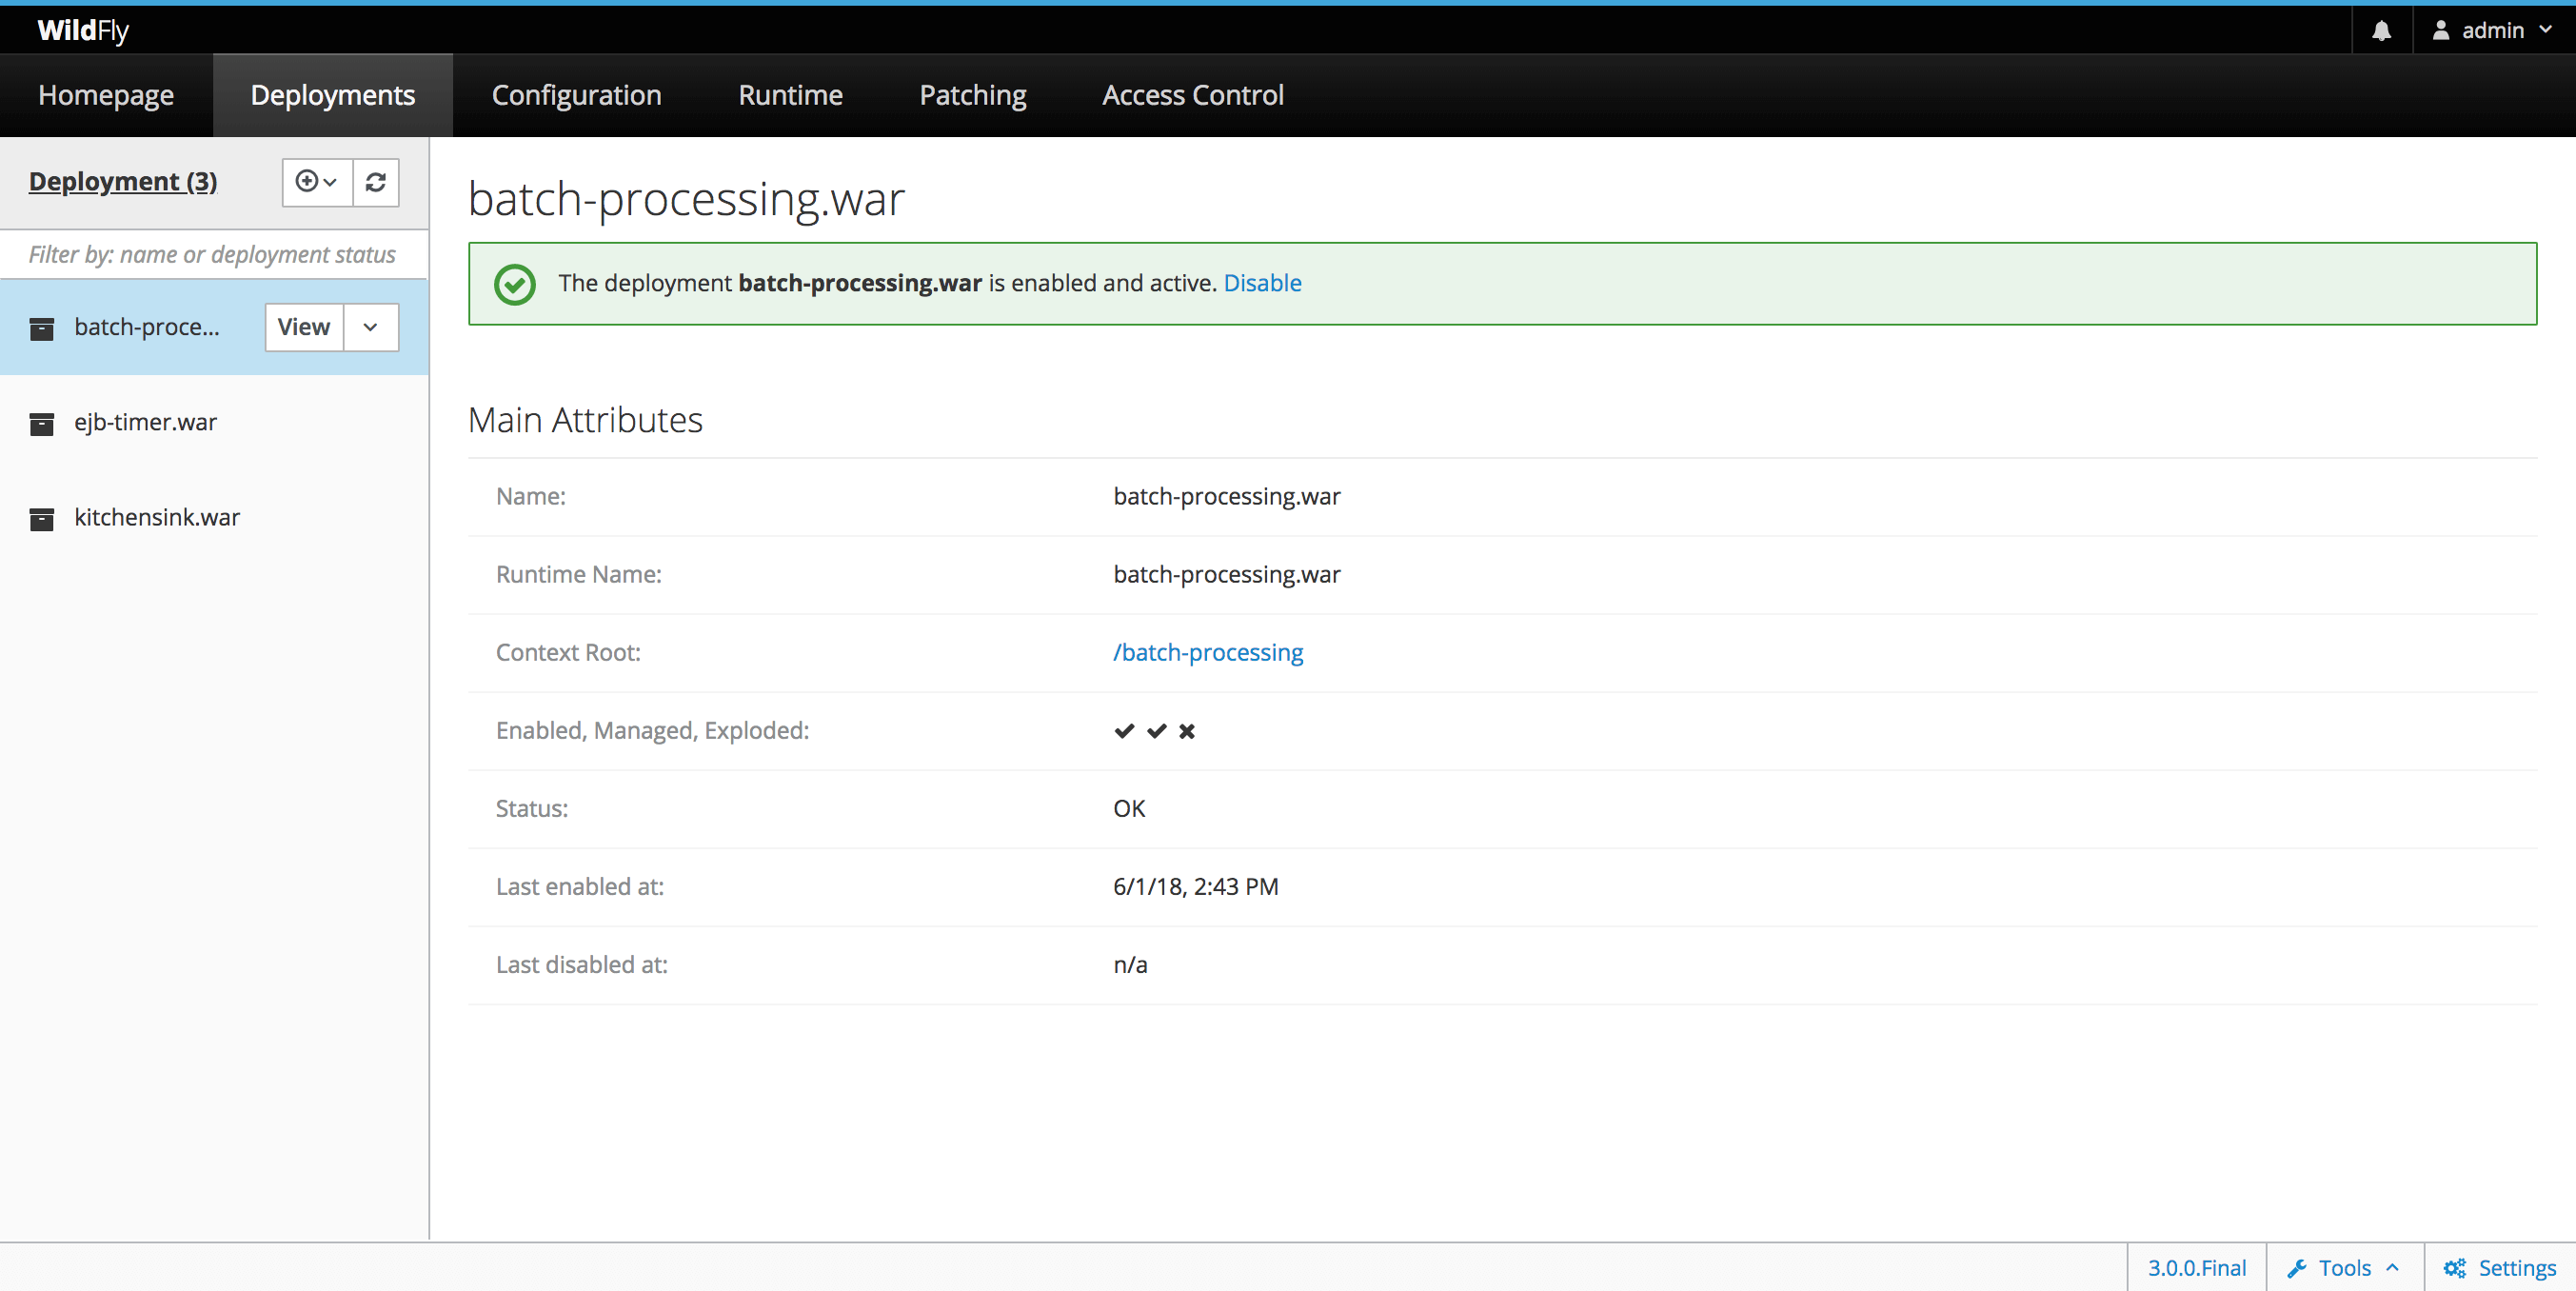 WildFly
admin
Homepage Deployments Configuration Runtime Patching Access Control
Deployment (3)
Filter by: name or deployment status
batch-proce... View
ejb-timer.war
kitchensink.war
batch-processing.war
The deployment batch-processing.war is enabled and active. Disable
Main Attributes
Name: batch-processing.war
Runtime Name: batch-processing.war
Context Root: /batch-processing
Enabled, Managed, Exploded:
Status: OK
Last enabled at: 6/1/18, 2:43 PM
Last disabled at: n/a
3.0.0.Final Tools Settings